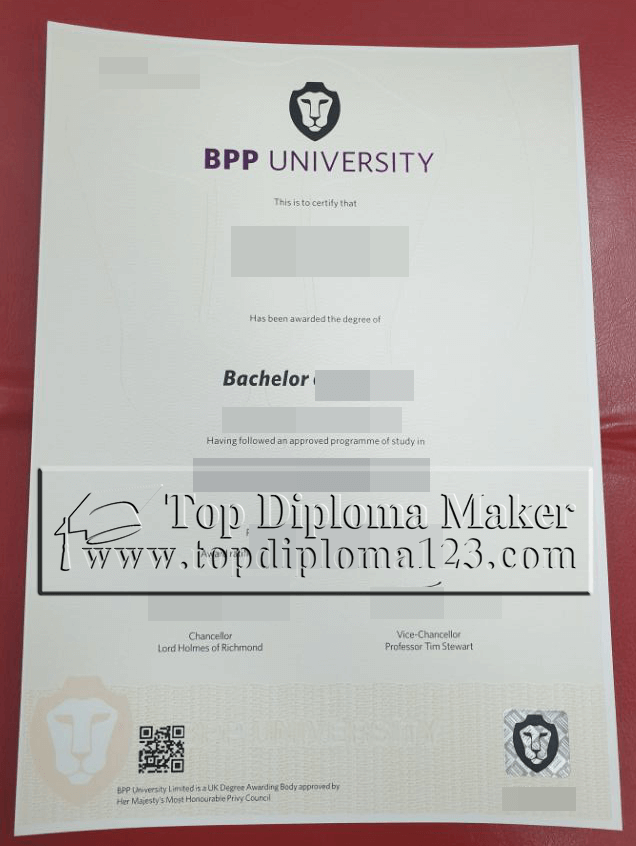 BPP UNIVERSITY
This is to certify that
Has been awarded the degree of
Bachelor
Having followed an approved programme of study in
Top Diploma Maker
www.topdiploma123.com
Chancellor
Lord Holmes of Richmond
Vice-Chancellor
Professor Tim Stewart
BPP UNIVERSITY
BPP University Limited is a UK Degree Awarding Body approved by
Her Majesty's Most Honourable Privy Council